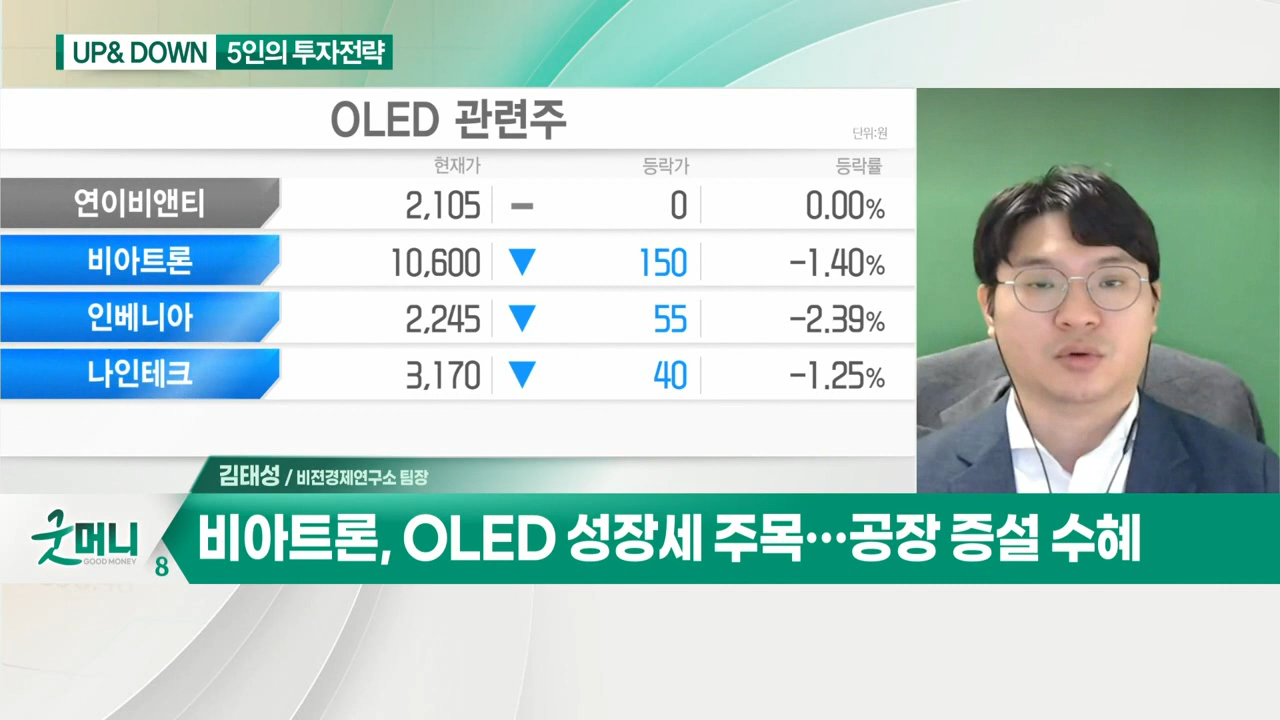 UP& DOWN 5인의 투자전략
OLED 관련주
단위:원
현재가 등락가 등락률
연이비앤티 2,105 0 0.00%
비아트론 10,600 ▼ 150 -1.40%
인베니아 2,245 ▼ 55 -2.39%
나인테크 3,170 ▼ 40 -1.25%
김태성 / 비전경제연구소 팀장
굿머니
GOOD MONEY
8
비아트론, OLED 성장세 주목…공장 증설 수혜